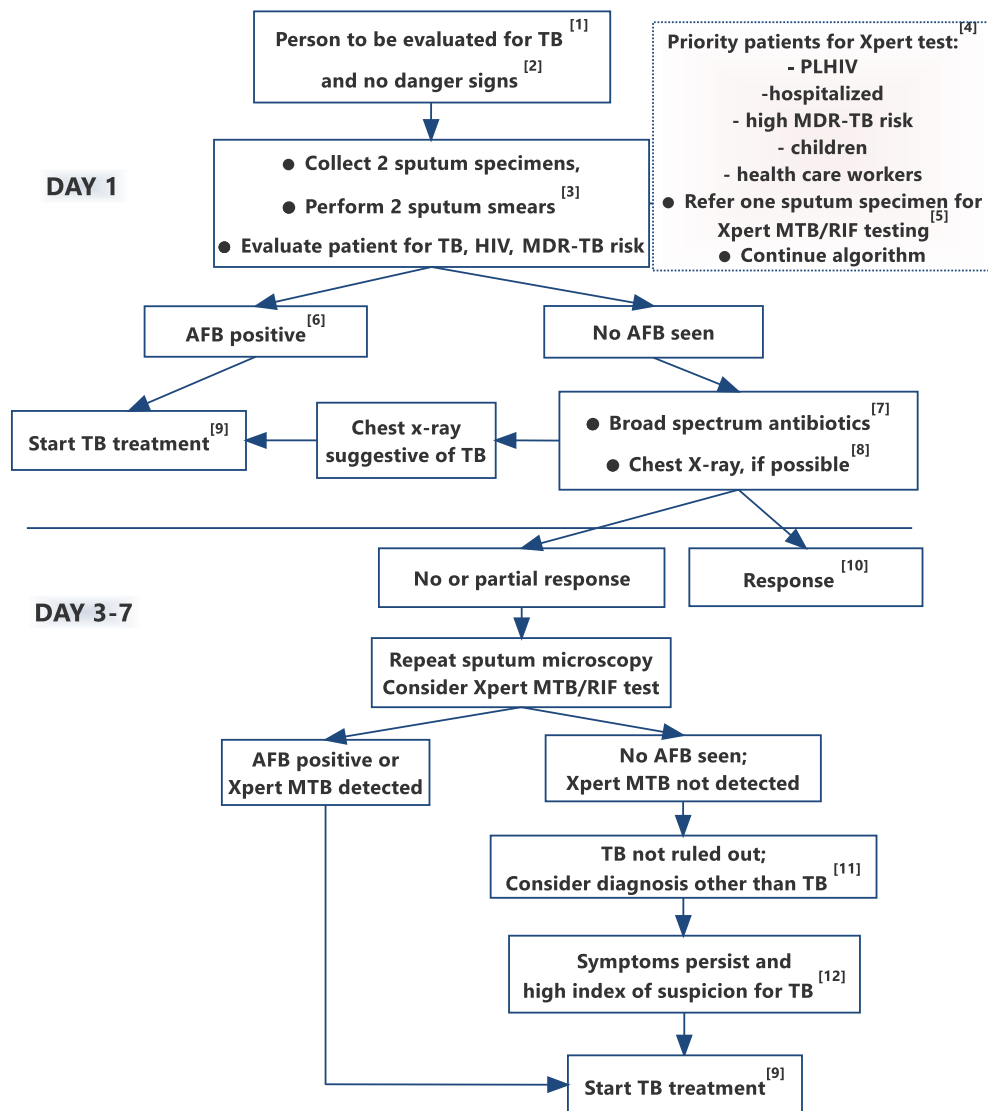 Person to be evaluated for TB [1]
and no danger signs [2]
Priority patients for Xpert test:[4]
- PLHIV
-hospitalized
- high MDR-TB risk
- children
- health care workers
● Refer one sputum specimen for
Xpert MTB/RIF testing[5]
● Continue algorithm
DAY 1
● Collect 2 sputum specimens,
● Perform 2 sputum smears [3]
● Evaluate patient for TB, HIV, MDR-TB risk
AFB positive[6]
No AFB seen
Start TB treatment[9]
Chest x-ray
suggestive of TB
● Broad spectrum antibiotics[7]
● Chest X-ray, if possible[8]
DAY 3-7
No or partial response
Response [10]
Repeat sputum microscopy
Consider Xpert MTB/RIF test
AFB positive or
Xpert MTB detected
No AFB seen;
Xpert MTB not detected
TB not ruled out;
Consider diagnosis other than TB [11]
Symptoms persist and
high index of suspicion for TB [12]
Start TB treatment[9]